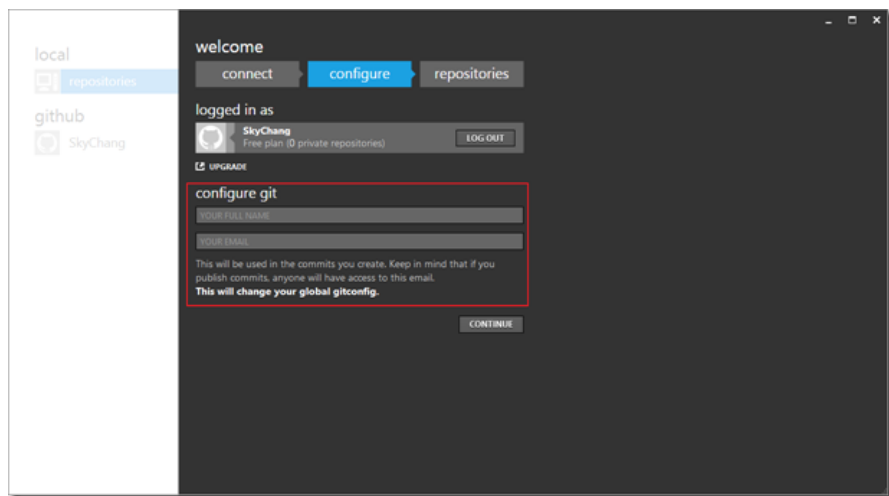 local
repositories
github
SkyChang
welcome
connect
configure
repositories
logged in as
SkyChang
Free plan (0 private repositories)
LOG OUT
UPGRADE
configure git
YOUR FULL NAME
YOUR EMAIL
This will be used in the commits you create. Keep in mind that if you
publish commits, anyone will have access to this email.
This will change your global gitconfig.
CONTINUE